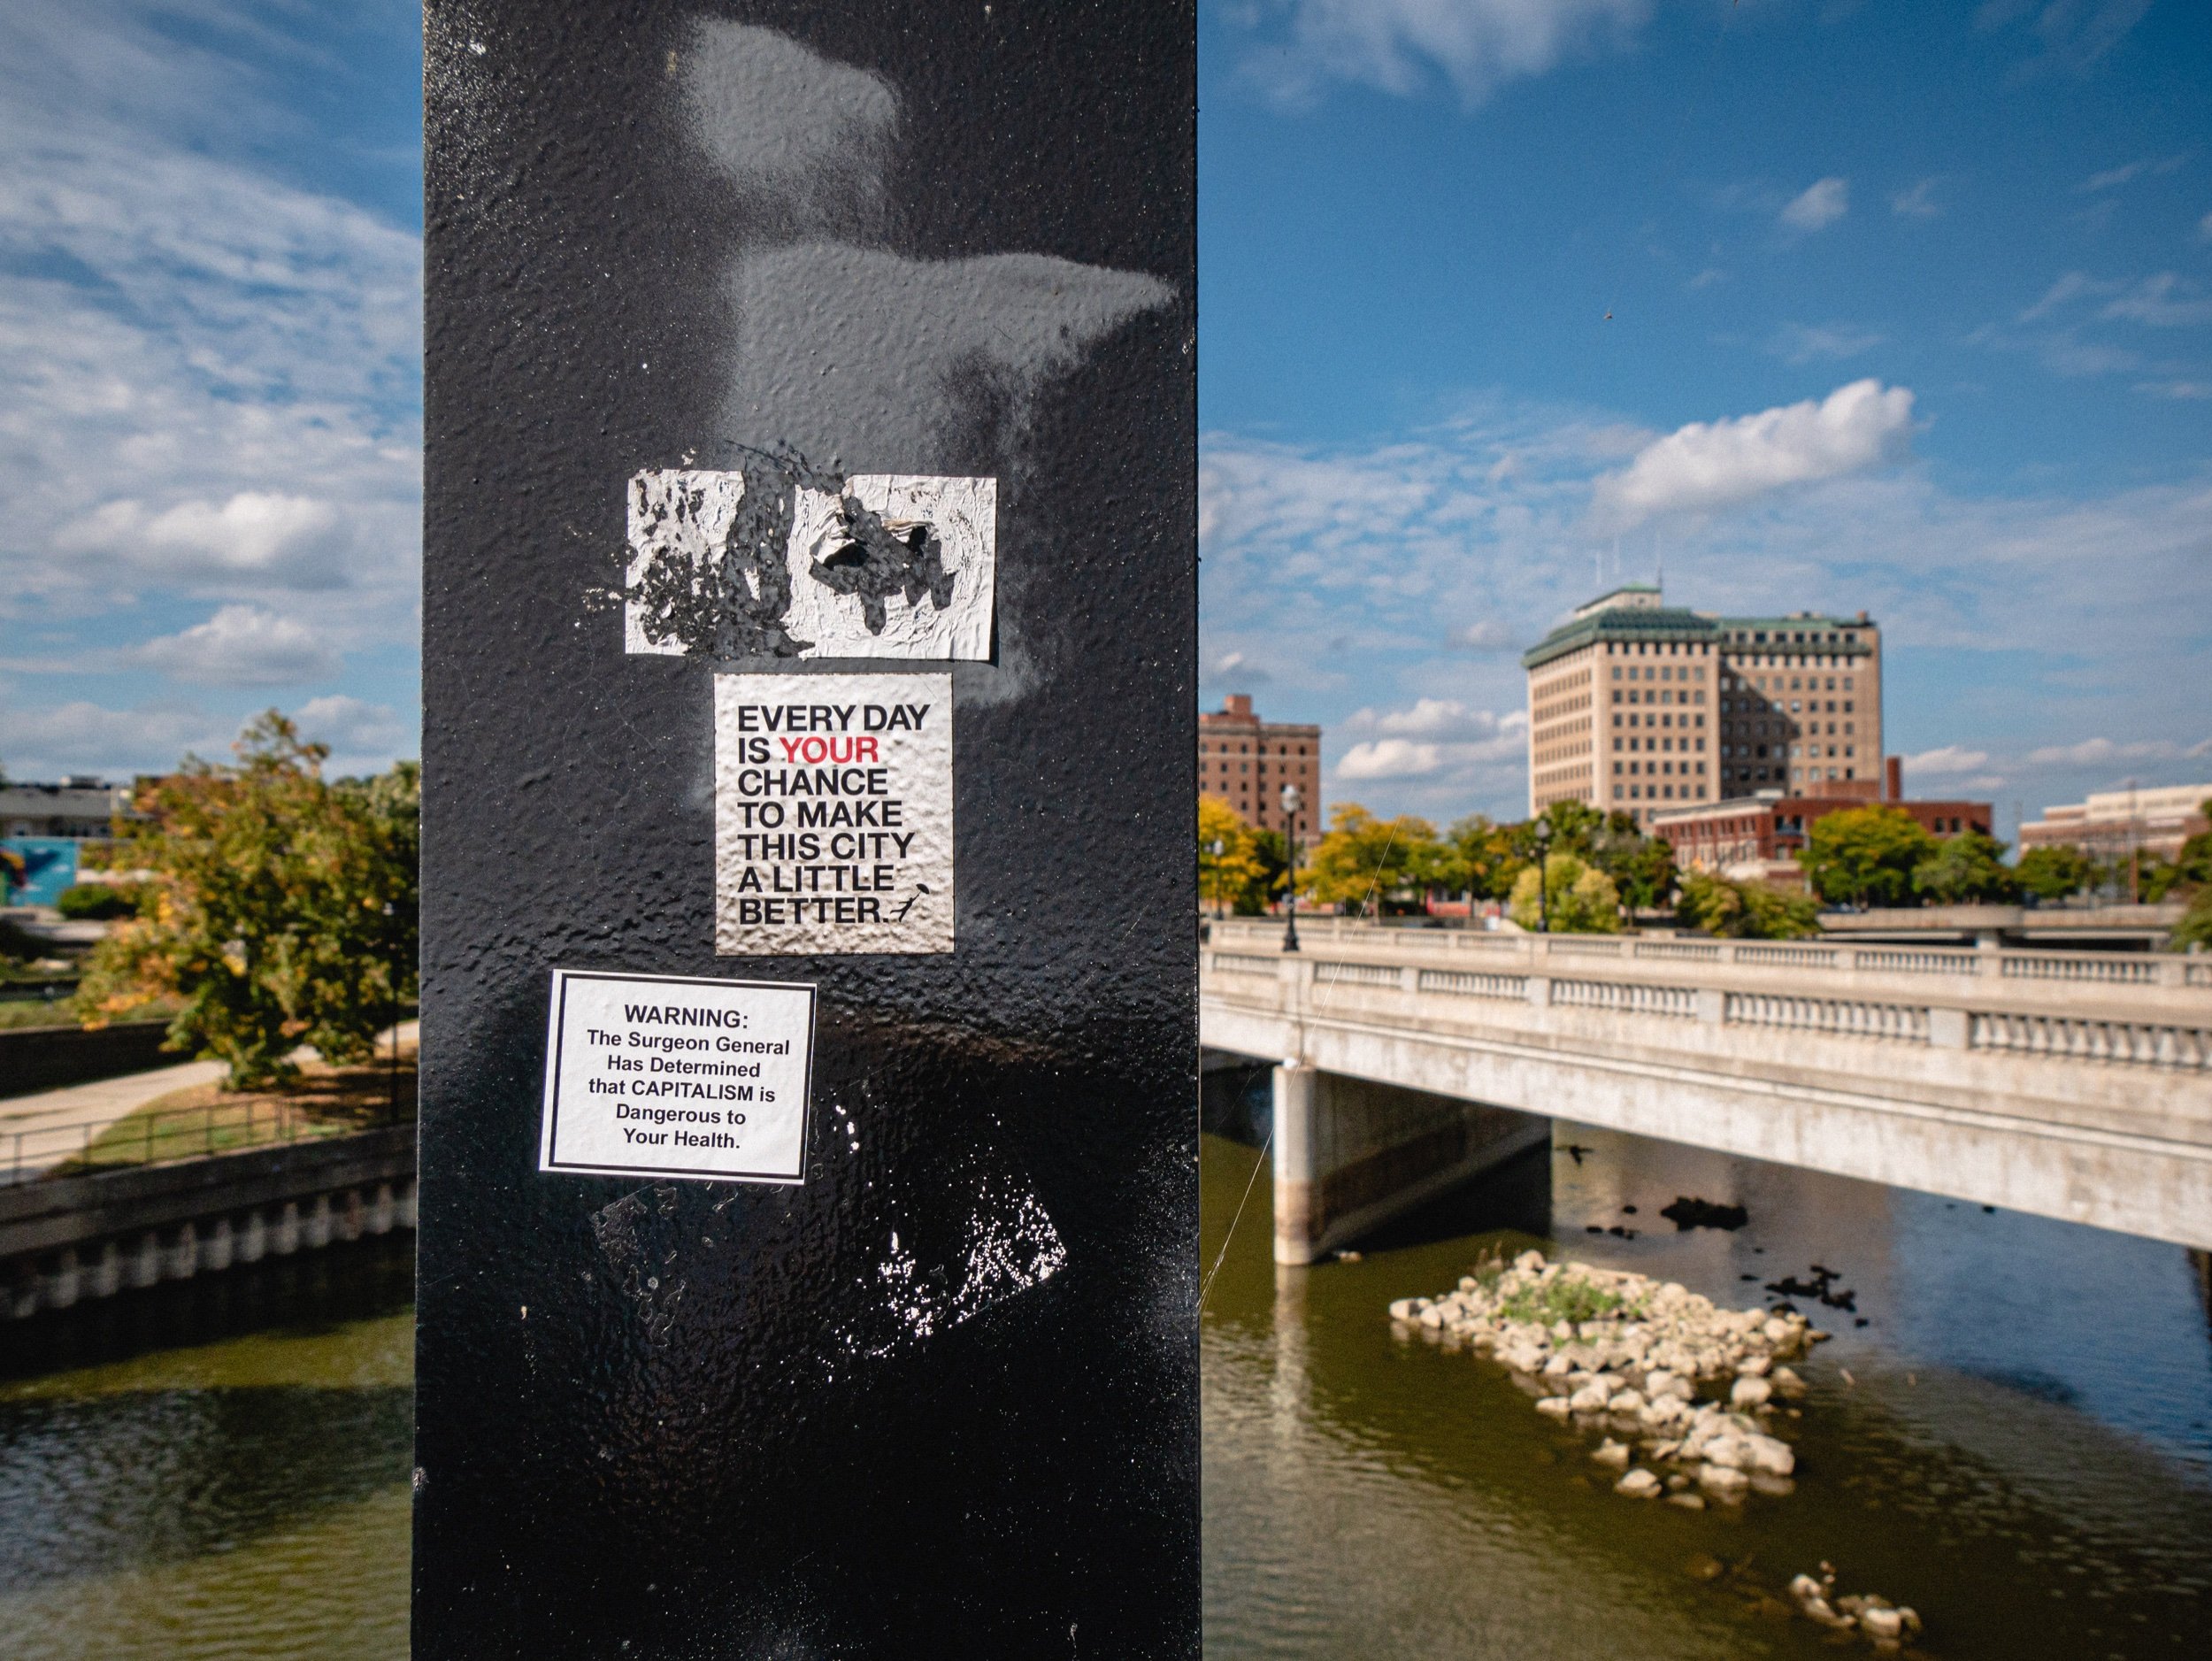 EVERY DAY
IS YOUR
CHANCE
TO MAKE
THIS CITY
A LITTLE
BETTER.
WARNING:
The Surgeon General
Has Determined
that CAPITALISM is
Dangerous to
Your Health.